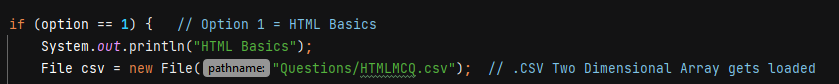 if (option == 1) {   // Option 1 = HTML Basics
System.out.println("HTML Basics");
File csv = new File( pathname: "Questions/HTMLMCQ.csv");  // .CSV Two Dimensional Array gets loaded